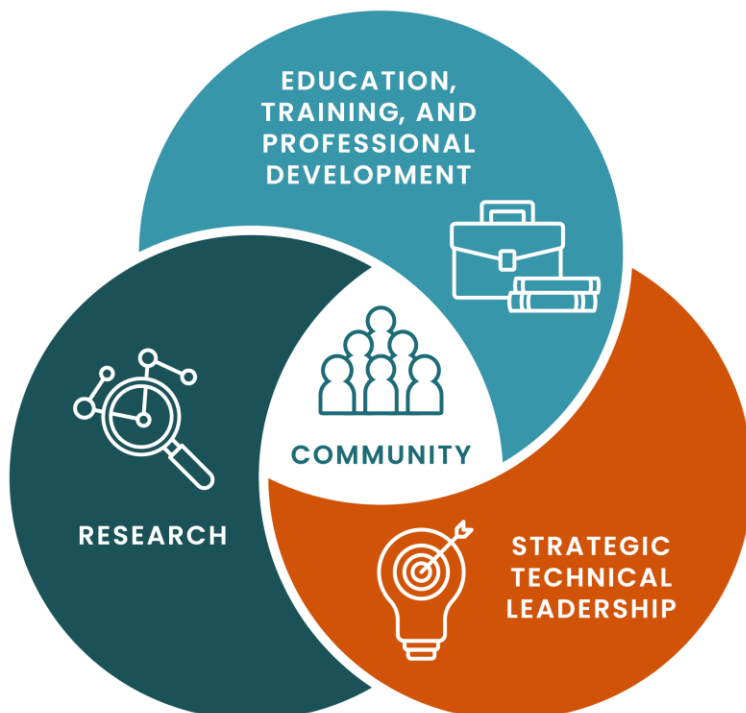 EDUCATION,
TRAINING, AND
PROFESSIONAL
DEVELOPMENT
COMMUNITY
RESEARCH
STRATEGIC
TECHNICAL
LEADERSHIP